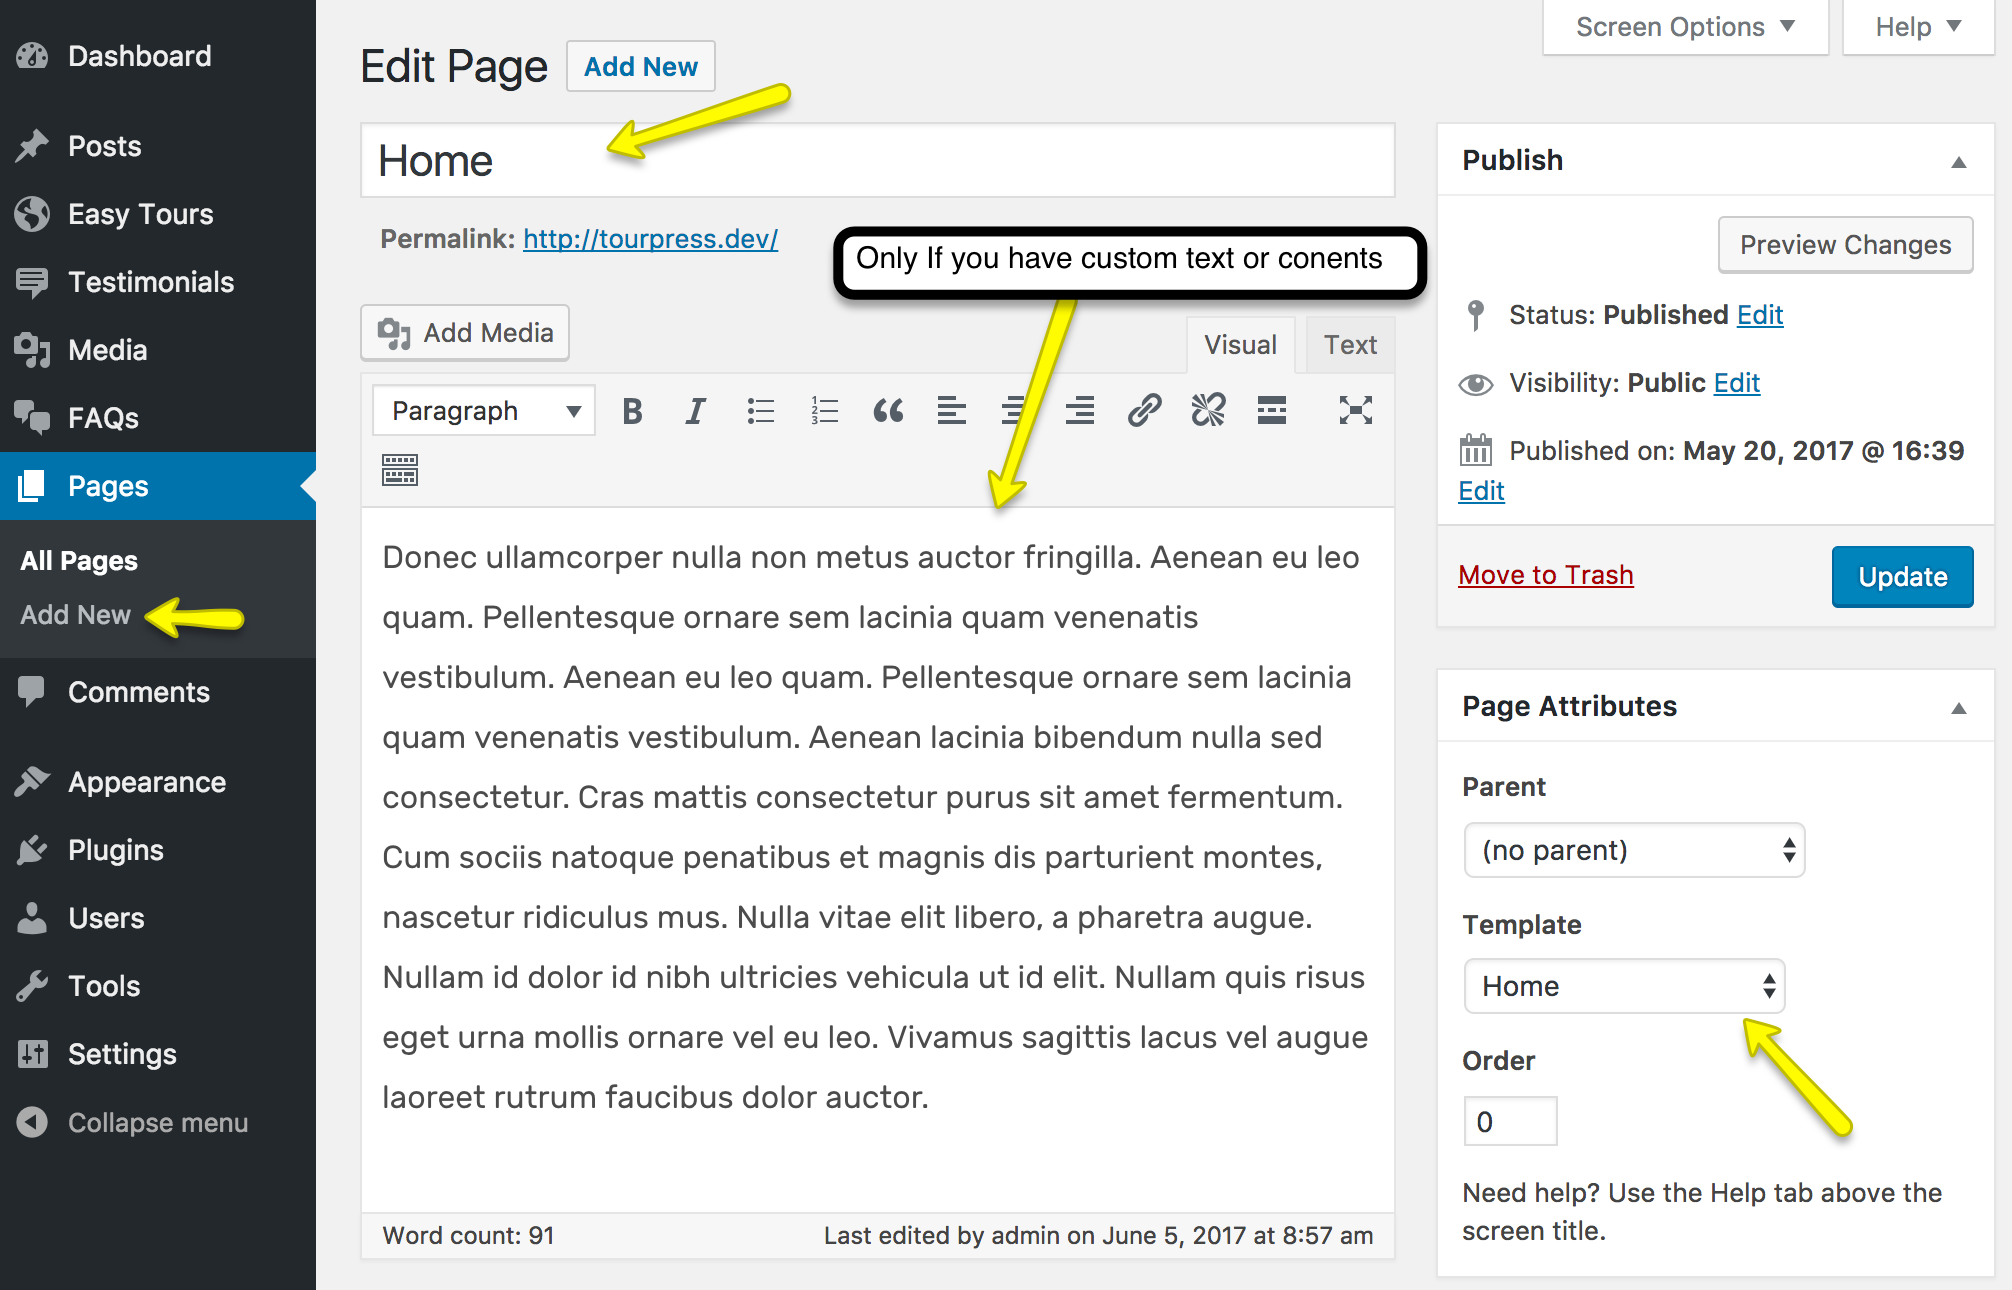 Dashboard
Posts
Easy Tours
Testimonials
Media
FAQs
Pages
All Pages
Add New
Comments
Appearance
Plugins
Users
Tools
Settings
Collapse menu
Screen Options
Help
Edit Page
Add New
Home
Permalink: http://tourpress.dev/
Only If you have custom text or conents
Add Media
Visual
Text
Paragraph
Donec ullamcorper nulla non metus auctor fringilla. Aenean eu leo
quam. Pellentesque ornare sem lacinia quam venenatis
vestibulum. Aenean eu leo quam. Pellentesque ornare sem lacinia
quam venenatis vestibulum. Aenean lacinia bibendum nulla sed
consectetur. Cras mattis consectetur purus sit amet fermentum.
Cum sociis natoque penatibus et magnis dis parturient montes,
nascetur ridiculus mus. Nulla vitae elit libero, a pharetra augue.
Nullam id dolor id nibh ultricies vehicula ut id elit. Nullam quis risus
eget urna mollis ornare vel eu leo. Vivamus sagittis lacus vel augue
laoreet rutrum faucibus dolor auctor.
Word count: 91
Last edited by admin on June 5, 2017 at 8:57 am
Publish
Preview Changes
Status: Published Edit
Visibility: Public Edit
Published on: May 20, 2017 @ 16:39
Edit
Move to Trash
Update
Page Attributes
Parent
(no parent)
Template
Home
Order
0
Need help? Use the Help tab above the
screen title.